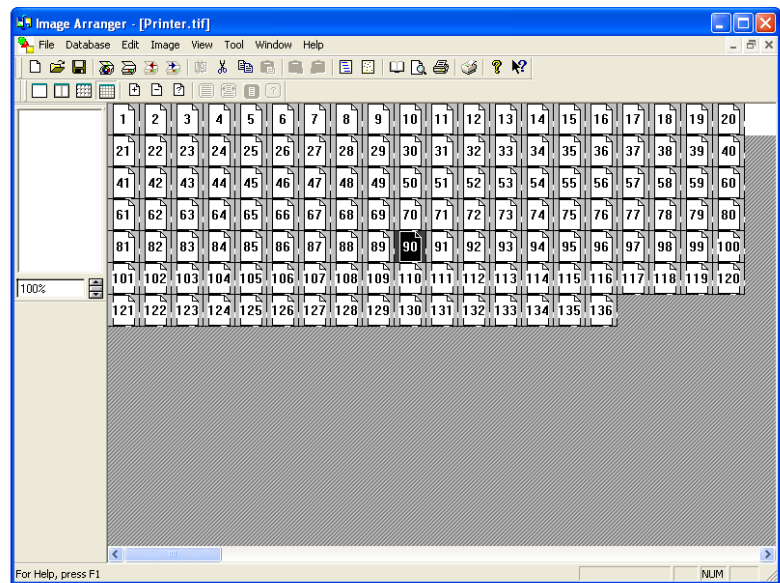 Image Arranger - [Printer.tif]
File Database Edit Image View Tool Window Help
1 2 3 4 5 6 7 8 9 10 11 12 13 14 15 16 17 18 19 20
21 22 23 24 25 26 27 28 29 30 31 32 33 34 35 36 37 38 39 40
41 42 43 44 45 46 47 48 49 50 51 52 53 54 55 56 57 58 59 60
61 62 63 64 65 66 67 68 69 70 71 72 73 74 75 76 77 78 79 80
81 82 83 84 85 86 87 88 89 90 91 92 93 94 95 96 97 98 99 100
100%
101 102 103 104 105 106 107 108 109 110 111 112 113 114 115 116 117 118 119 120
121 122 123 124 125 126 127 128 129 130 131 132 133 134 135 136
For Help, press F1
NUM